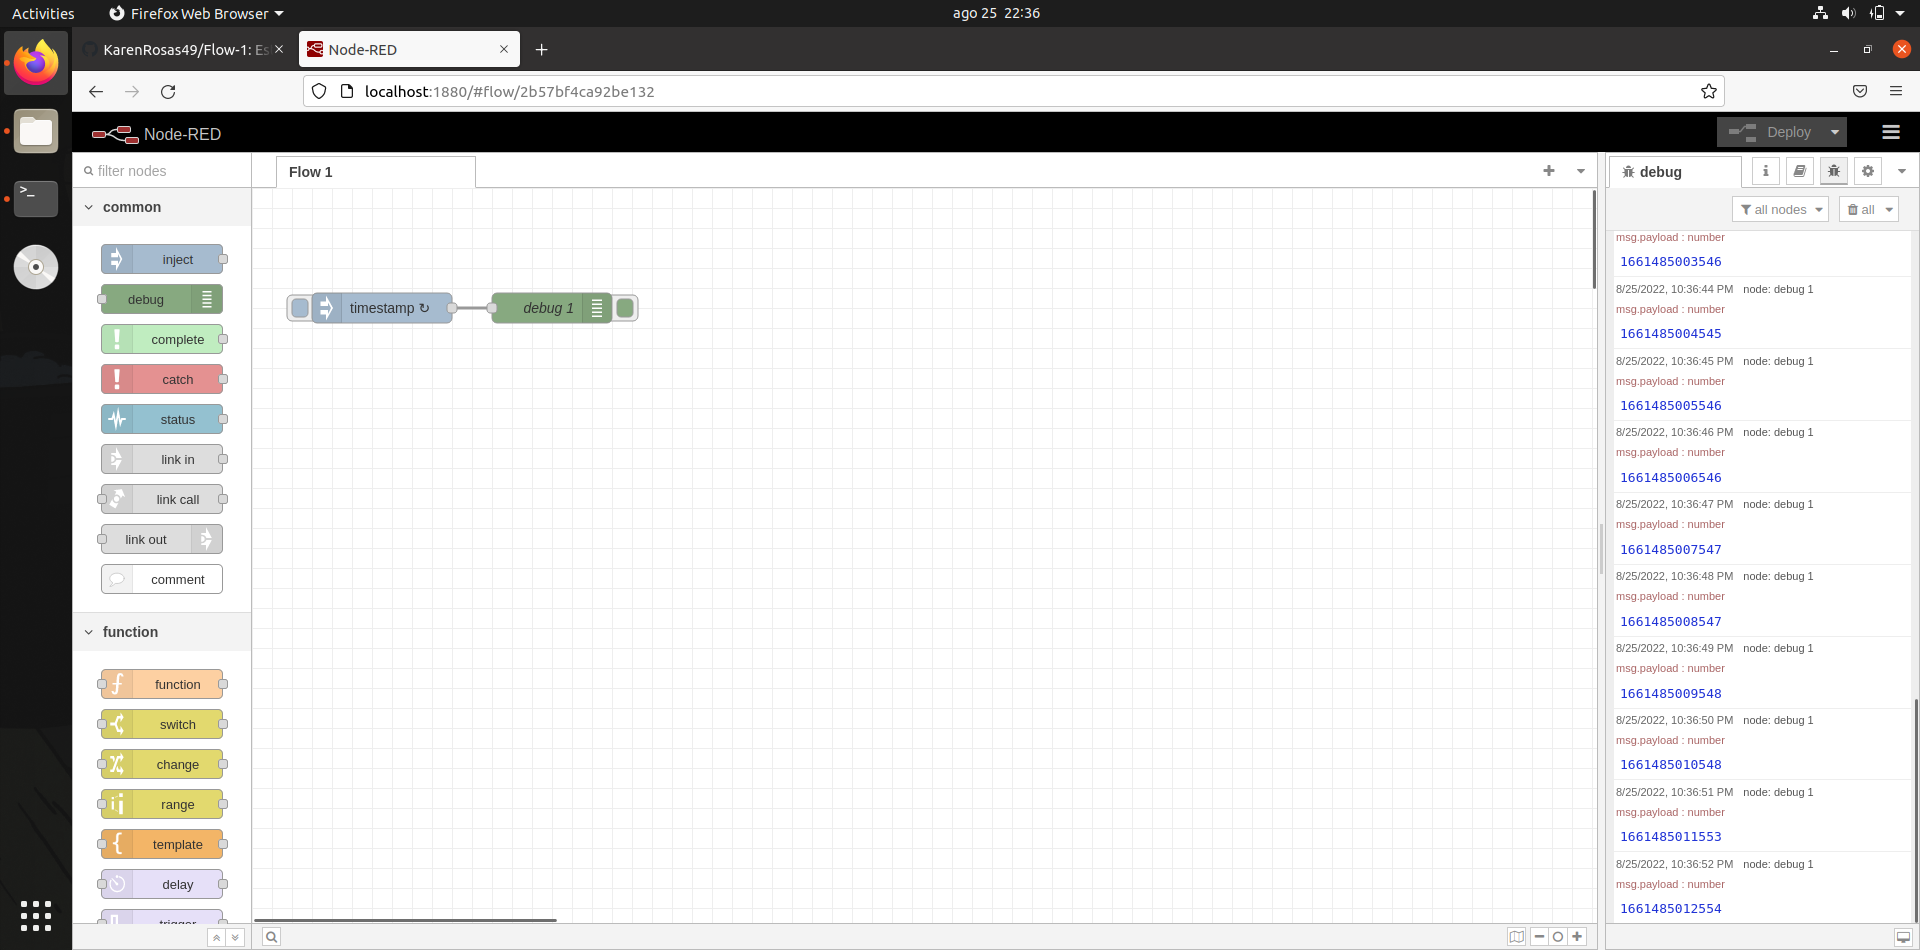 Activities
Firefox Web Browser
ago 25 22:36
KarenRosas49/Flow-1: Es
Node-RED
localhost:1880/#flow/2b57bf4ca92be132
Node-RED
Deploy
filter nodes
common
inject
debug
complete
catch
status
link in
link call
link out
comment
function
function
switch
change
range
template
delay
trigger
Flow 1
timestamp ↻
debug 1
debug
all nodes
all
msg.payload : number
1661485003546
8/25/2022, 10:36:44 PM node: debug 1
msg.payload : number
1661485004545
8/25/2022, 10:36:45 PM node: debug 1
msg.payload : number
1661485005546
8/25/2022, 10:36:46 PM node: debug 1
msg.payload : number
1661485006546
8/25/2022, 10:36:47 PM node: debug 1
msg.payload : number
1661485007547
8/25/2022, 10:36:48 PM node: debug 1
msg.payload : number
1661485008547
8/25/2022, 10:36:49 PM node: debug 1
msg.payload : number
1661485009548
8/25/2022, 10:36:50 PM node: debug 1
msg.payload : number
1661485010548
8/25/2022, 10:36:51 PM node: debug 1
msg.payload : number
1661485011553
8/25/2022, 10:36:52 PM node: debug 1
msg.payload : number
1661485012554